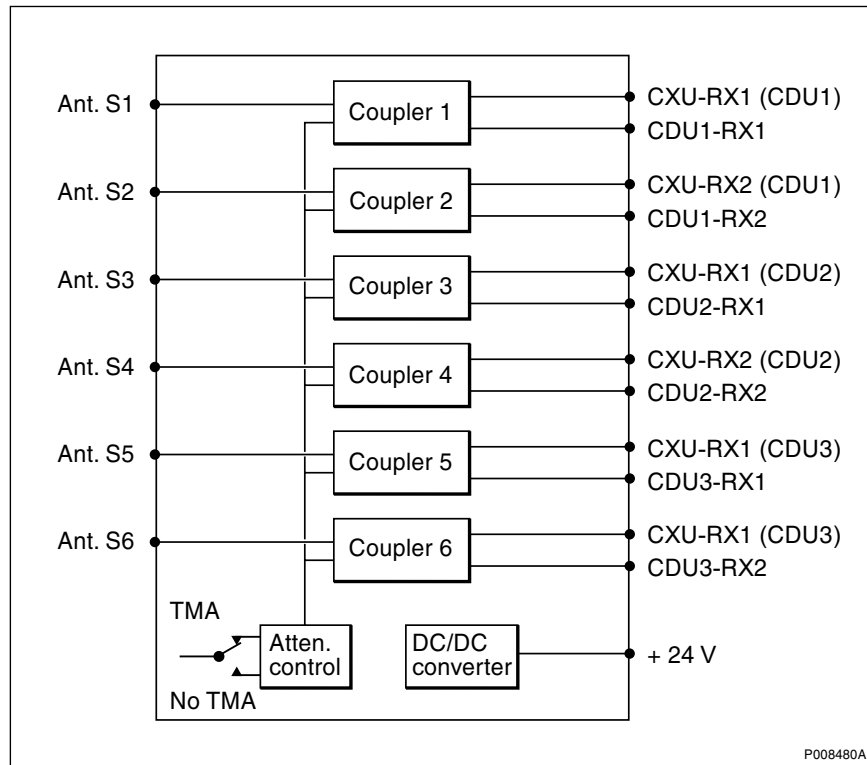 Ant. S1
Coupler 1
CXU-RX1 (CDU1)
CDU1-RX1
Ant. S2
Coupler 2
CXU-RX2 (CDU1)
CDU1-RX2
Ant. S3
Coupler 3
CXU-RX1 (CDU2)
CDU2-RX1
Ant. S4
Coupler 4
CXU-RX2 (CDU2)
CDU2-RX2
Ant. S5
Coupler 5
CXU-RX1 (CDU3)
CDU3-RX1
Ant. S6
Coupler 6
CXU-RX1 (CDU3)
CDU3-RX2
TMA
No TMA
Atten.
control
DC/DC
converter
+ 24 V
P008480A